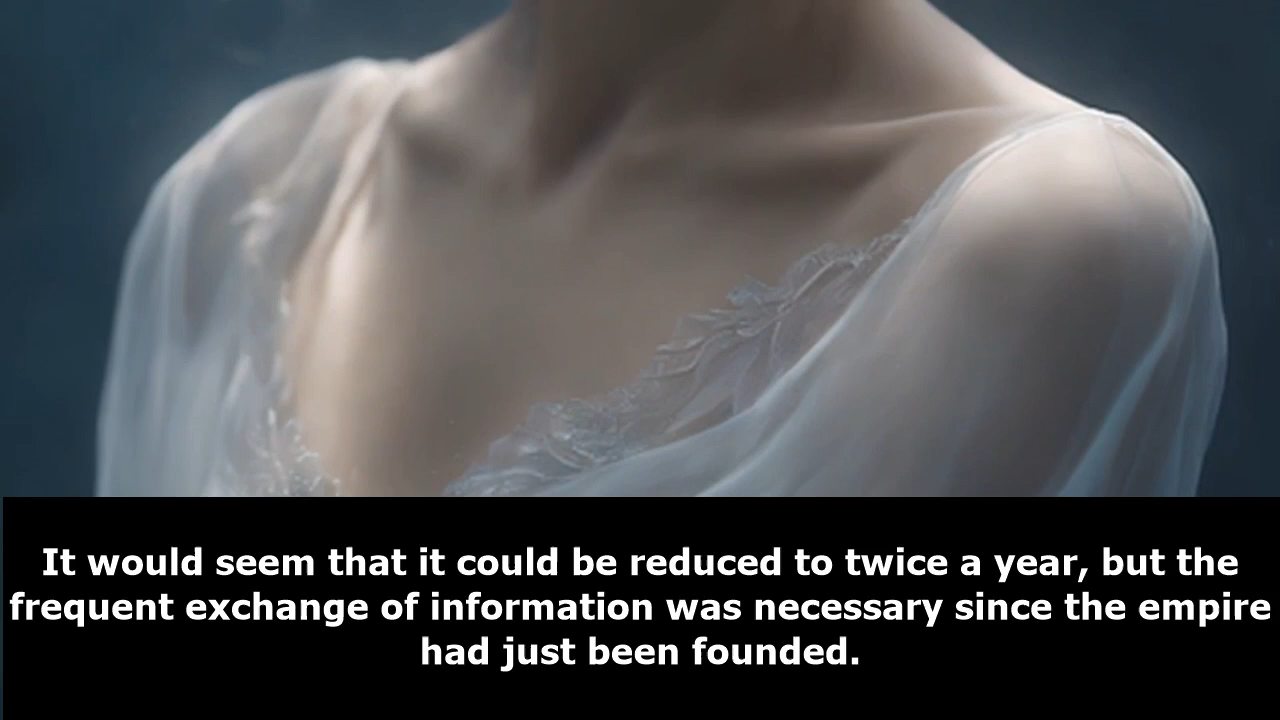 It would seem that it could be reduced to twice a year, but the
frequent exchange of information was necessary since the empire
had just been founded.